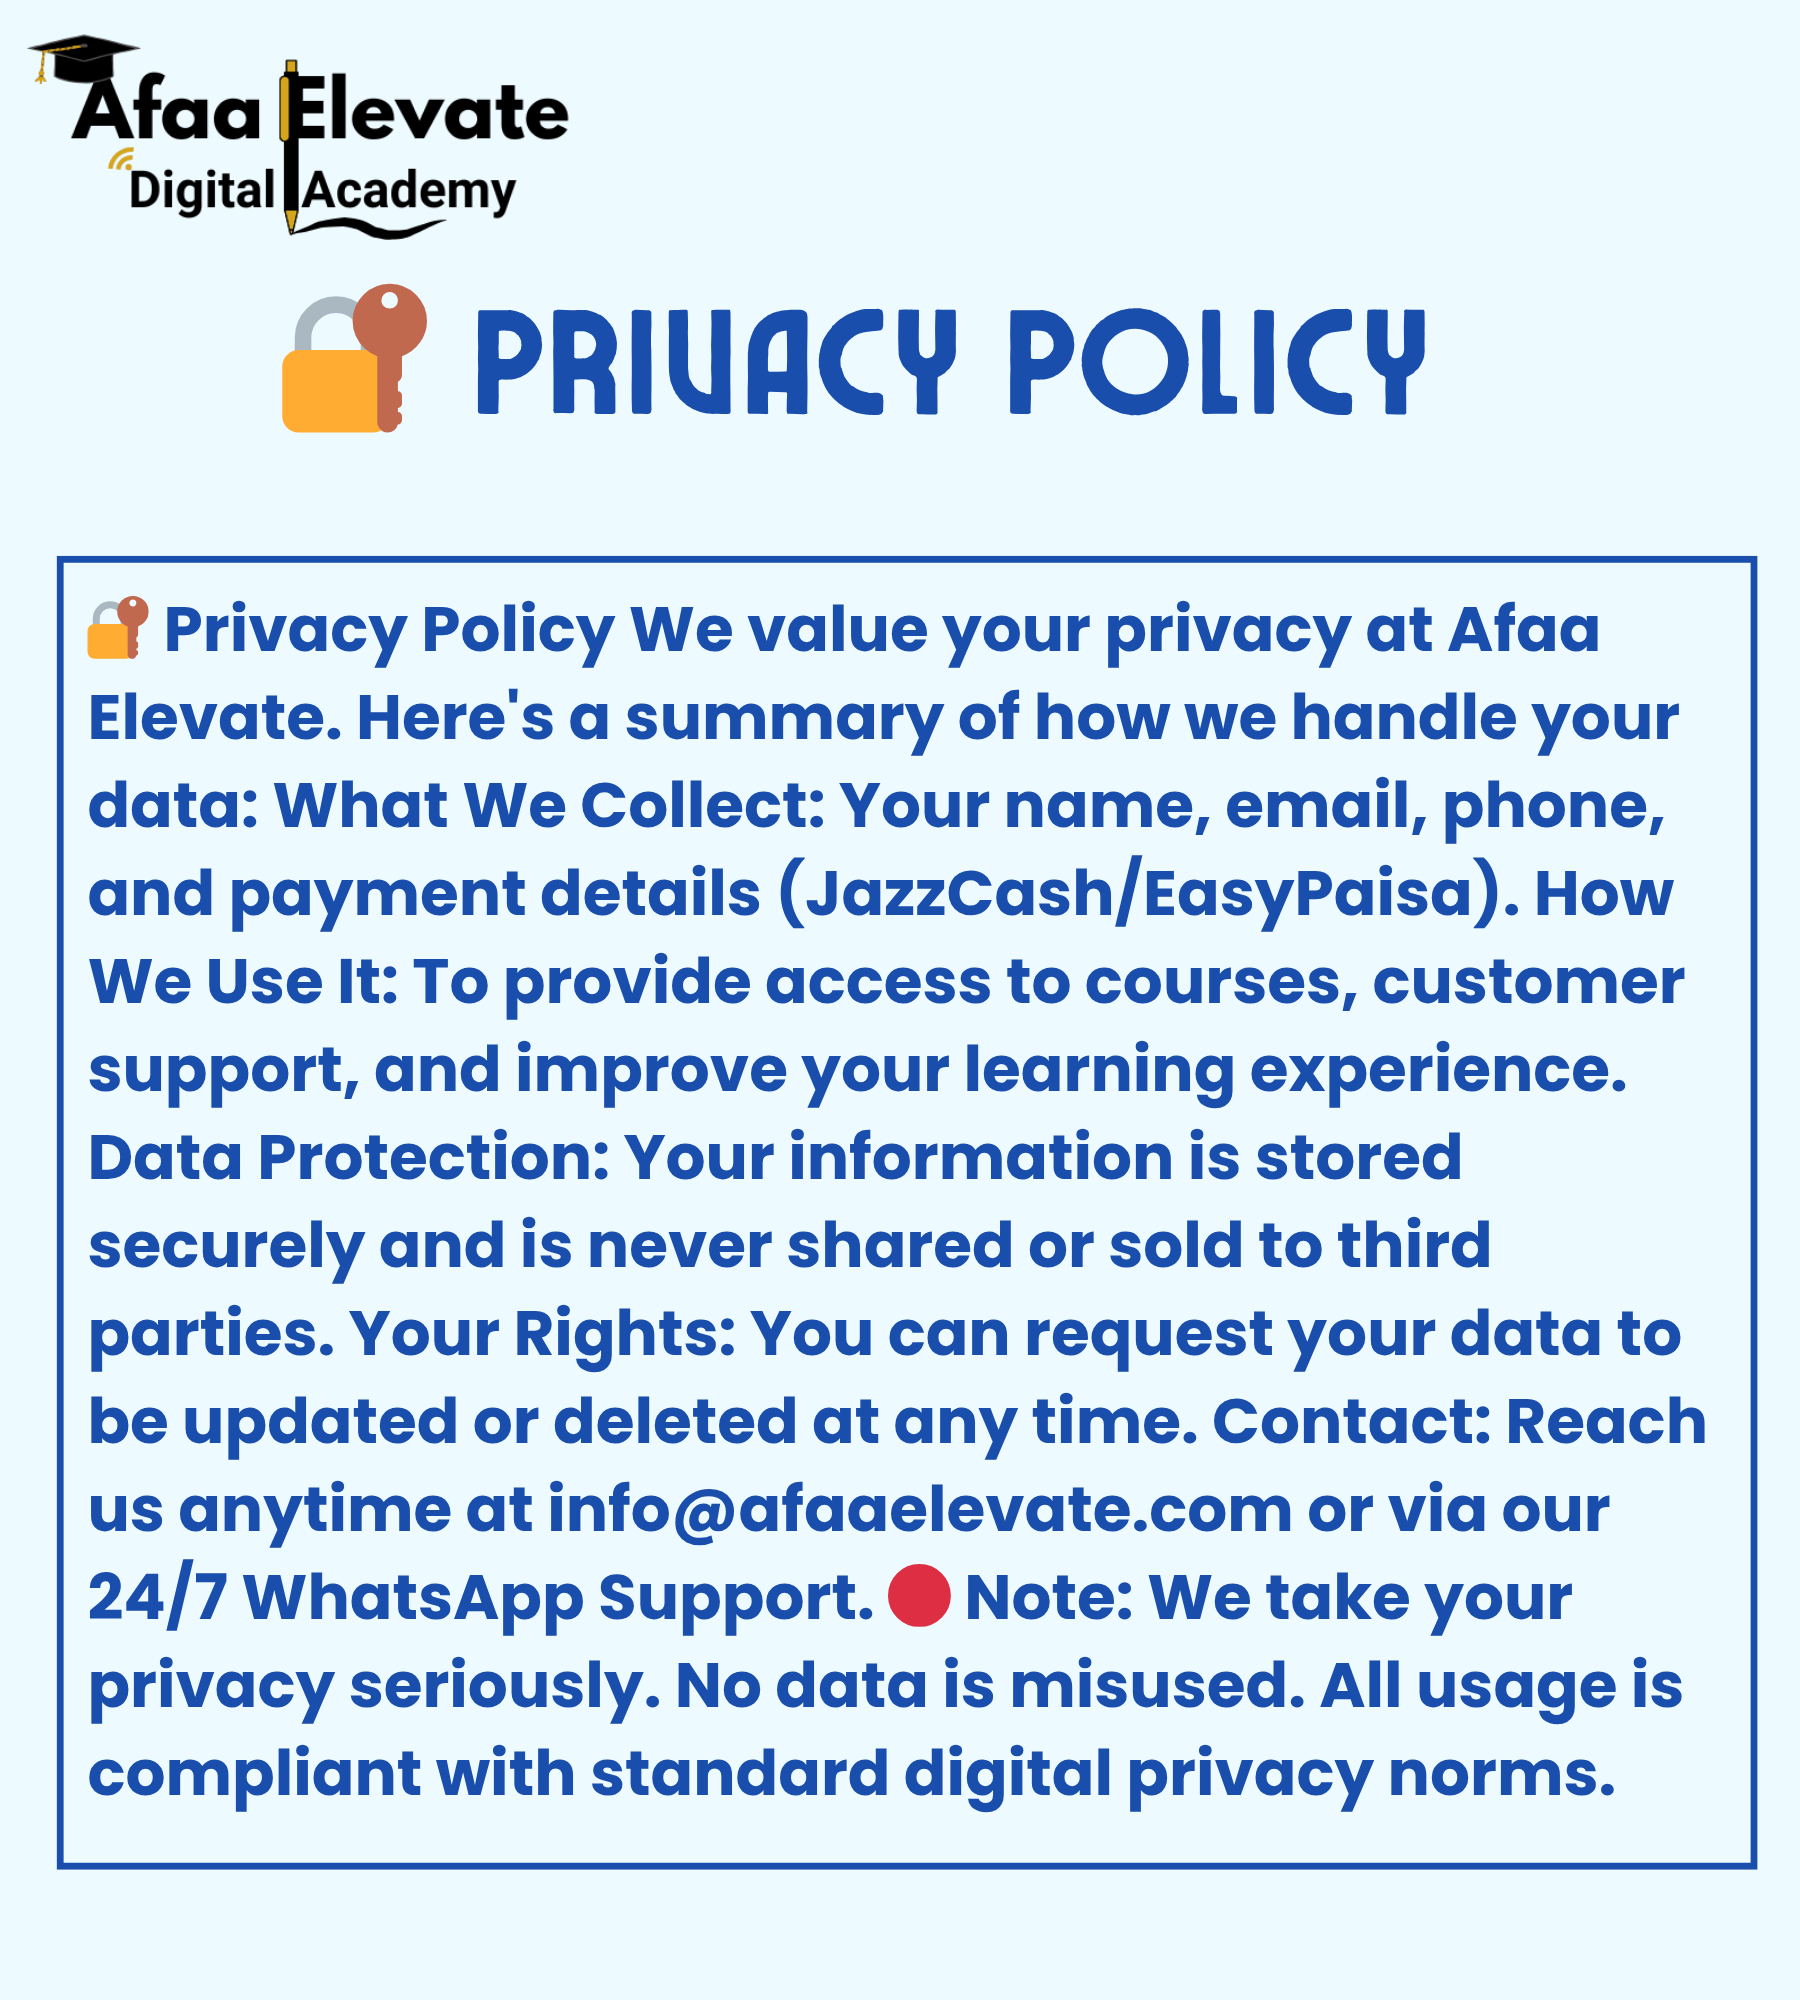 Afaa Elevate
Digital Academy
🔐 PRIVACY POLICY
🔐 Privacy Policy We value your privacy at Afaa
Elevate. Here's a summary of how we handle your
data: What We Collect: Your name, email, phone,
and payment details (JazzCash/EasyPaisa). How
We Use It: To provide access to courses, customer
support, and improve your learning experience.
Data Protection: Your information is stored
securely and is never shared or sold to third
parties. Your Rights: You can request your data to
be updated or deleted at any time. Contact: Reach
us anytime at info@afaaelevate.com or via our
24/7 WhatsApp Support. 🔴 Note: We take your
privacy seriously. No data is misused. All usage is
compliant with standard digital privacy norms.